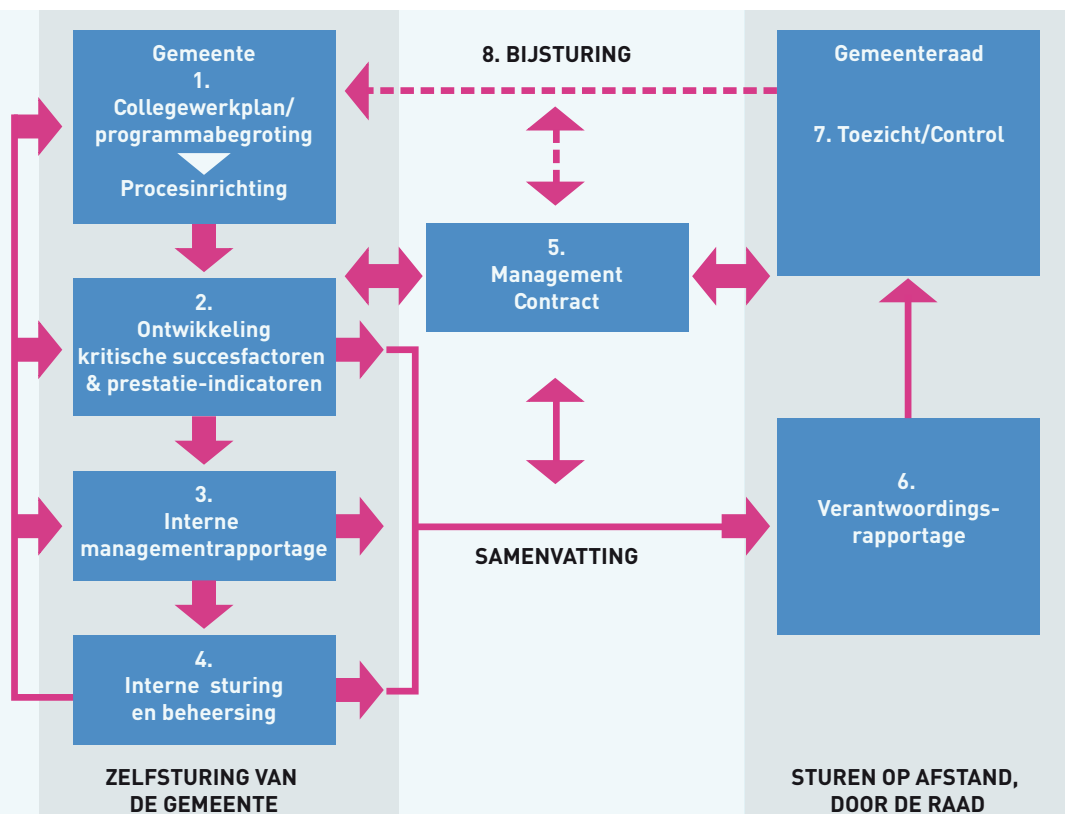 Gemeente
1.
Collegewerkplan/
programmabegroting
Procesinrichting
2.
Ontwikkeling
kritische succesfactoren
& prestatie-indicatoren
3.
Interne
managementrapportage
4.
Interne sturing
en beheersing
ZELFSTURING VAN
DE GEMEENTE
8. BIJSTURING
5.
Management
Contract
SAMENVATTING
Gemeenteraad
7. Toezicht/Control
6.
Verantwoordings-
rapportage
STUREN OP AFSTAND,
DOOR DE RAAD